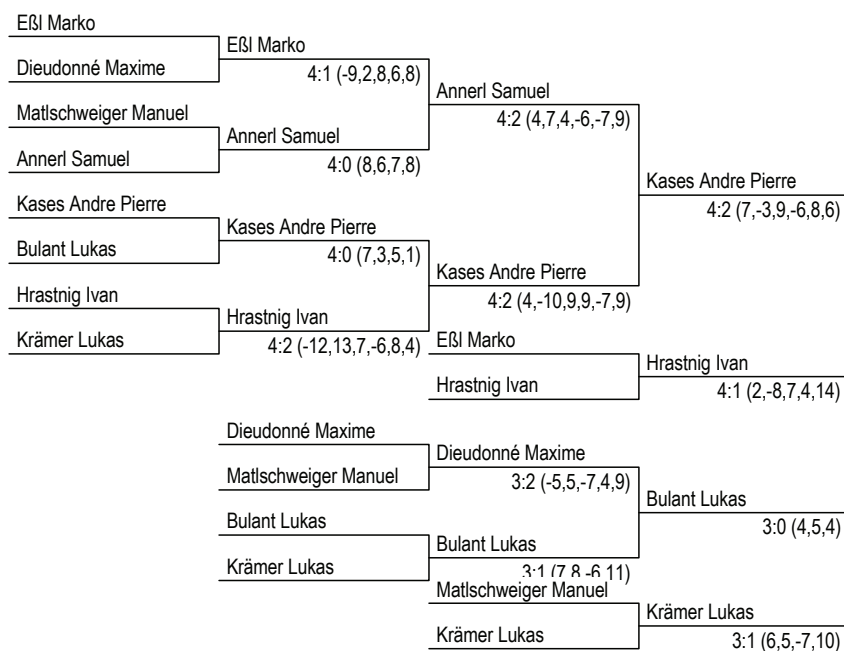 Eßl Marko
Eßl Marko
Dieudonné Maxime
4:1 (-9,2,8,6,8)
Annerl Samuel
Matlschweiger Manuel
4:2 (4,7,4,-6,-7,9)
Annerl Samuel
Annerl Samuel
4:0 (8,6,7,8)
Kases Andre Pierre
Kases Andre Pierre
4:2 (7,-3,9,-6,8,6)
Kases Andre Pierre
Bulant Lukas
4:0 (7,3,5,1)
Kases Andre Pierre
Hrastnig Ivan
4:2 (4,-10,9,9,-7,9)
Hrastnig Ivan
Krämer Lukas
4:2 (-12,13,7,-6,8,4)
Eßl Marko
Hrastnig Ivan
Hrastnig Ivan
4:1 (2,-8,7,4,14)
Dieudonné Maxime
Dieudonné Maxime
Matlschweiger Manuel
3:2 (-5,5,-7,4,9)
Bulant Lukas
Bulant Lukas
3:0 (4,5,4)
Bulant Lukas
Krämer Lukas
3:1 (7,8,-6,11)
Matlschweiger Manuel
Krämer Lukas
Krämer Lukas
3:1 (6,5,-7,10)